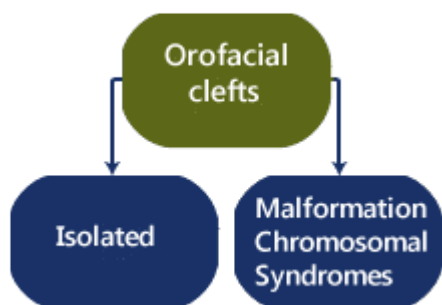 Orofacial
clefts
Isolated
Malformation
Chromosomal
Syndromes